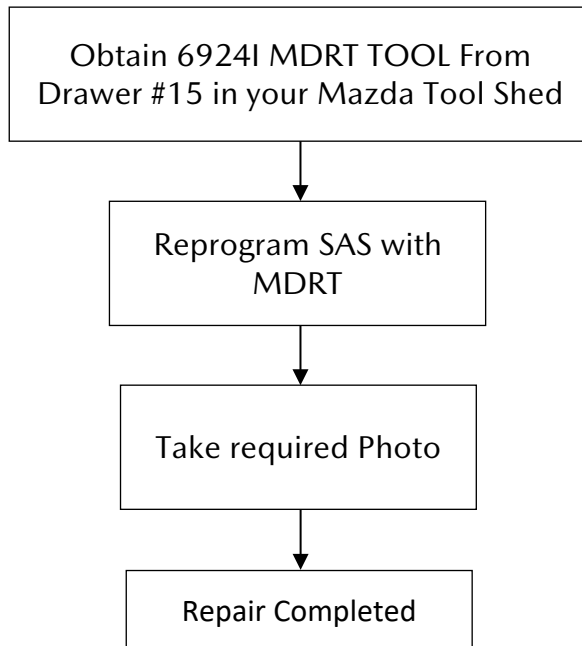 Obtain 6924I MDRT TOOL From
Drawer #15 in your Mazda Tool Shed
Reprogram SAS with
MDRT
Take required Photo
Repair Completed